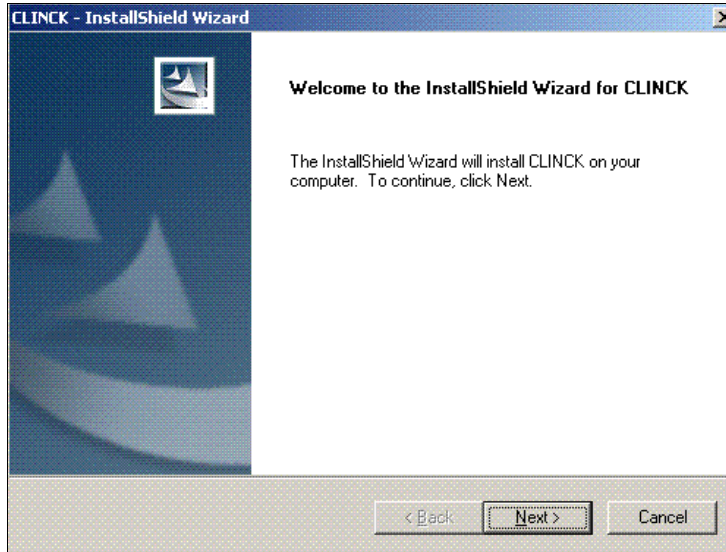 CLINCK - InstallShield Wizard
Welcome to the InstallShield Wizard for CLINCK
The InstallShield Wizard will install CLINCK on your
computer. To continue, click Next.
< Back
Next >
Cancel